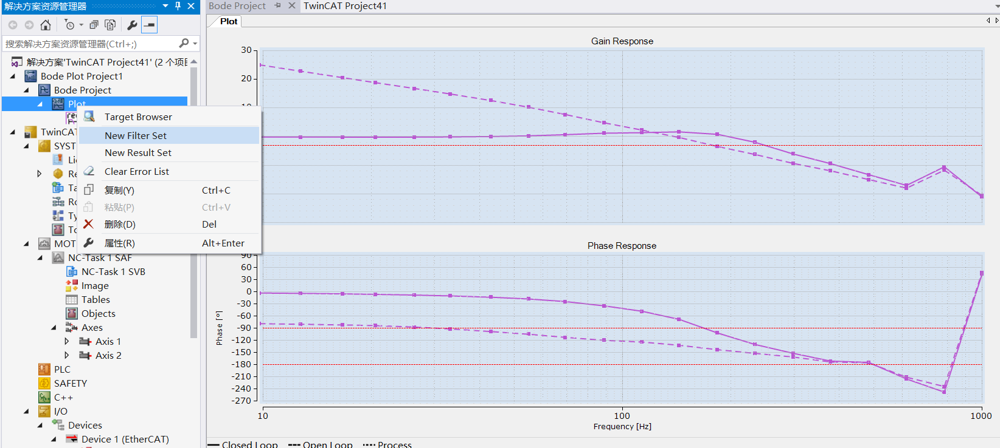 解决方案资源管理器
Bode Project
TwinCAT Project41
Plot
搜索解决方案资源管理器(Ctrl+;)
解决方案'TwinCAT Project41' (2 个项目
Bode Plot Project1
Bode Project
Plot
TwinCAT
SYST
Lic
Re
Ta
Ro
Ty
Tc
MOT
NC-Task 1 SAF
NC-Task 1 SVB
Image
Tables
Objects
Axes
Axis 1
Axis 2
PLC
SAFETY
C++
I/O
Devices
Device 1 (EtherCAT)
Target Browser
New Filter Set
New Result Set
Clear Error List
复制(Y) Ctrl+C
粘贴(P) Ctrl+V
删除(D) Del
属性(R) Alt+Enter
Gain Response
30
20
10
Phase Response
90
60
30
0
-30
-60
-90
-120
-150
-180
-210
-240
-270
Phase [°]
10 100 1000
Frequency [Hz]
Closed Loop Open Loop Process